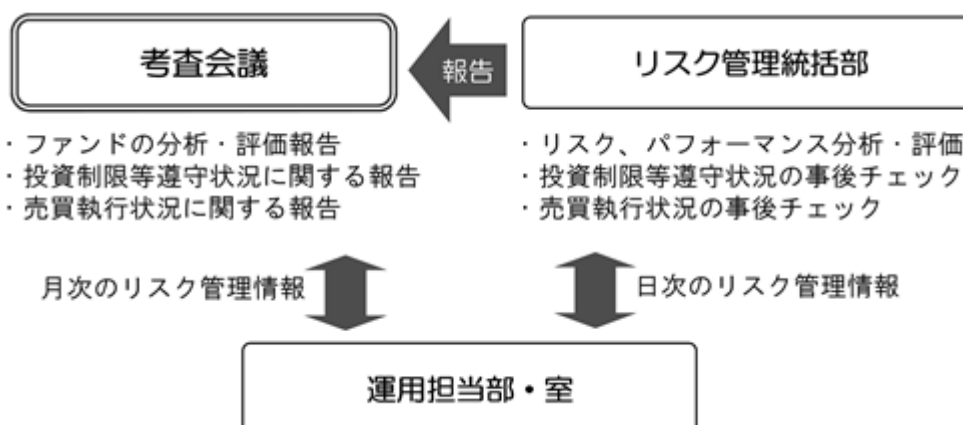 考査会議
報告
リスク管理統括部
・ファンドの分析・評価報告
・投資制限等遵守状況に関する報告
・売買執行状況に関する報告
・リスク、パフォーマンス分析・評価
・投資制限等遵守状況の事後チェック
・売買執行状況の事後チェック
月次のリスク管理情報
日次のリスク管理情報
運用担当部・室